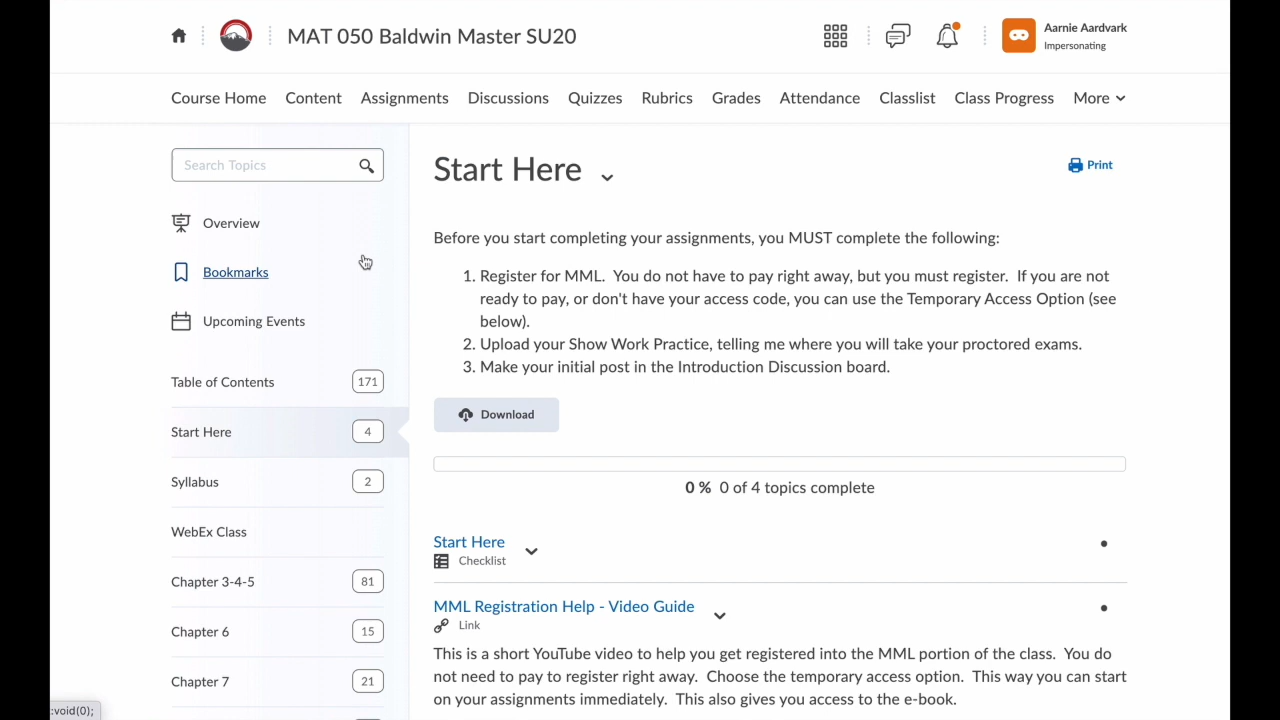 MAT 050 Baldwin Master SU20
Aarnie Aardvark
Impersonating
Course Home Content Assignments Discussions Quizzes Rubrics Grades Attendance Classlist Class Progress More
Search Topics
Overview
Bookmarks
Upcoming Events
Table of Contents 171
Start Here 4
Syllabus 2
WebEx Class
Chapter 3-4-5 81
Chapter 6 15
Chapter 7 21
:void(0);
Start Here
Print
Before you start completing your assignments, you MUST complete the following:
1. Register for MML. You do not have to pay right away, but you must register. If you are not
ready to pay, or don't have your access code, you can use the Temporary Access Option (see
below).
2. Upload your Show Work Practice, telling me where you will take your proctored exams.
3. Make your initial post in the Introduction Discussion board.
Download
0 % 0 of 4 topics complete
Start Here
Checklist
MML Registration Help - Video Guide
Link
This is a short YouTube video to help you get registered into the MML portion of the class. You do
not need to pay to register right away. Choose the temporary access option. This way you can start
on your assignments immediately. This also gives you access to the e-book.